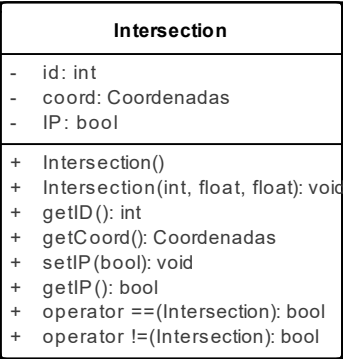 Intersection
- id: int
- coord: Coordenadas
- IP: bool
+ Intersection()
+ Intersection(int, float, float): void
+ getID(): int
+ getCoord(): Coordenadas
+ setIP(bool): void
+ getIP(): bool
+ operator ==(Intersection): bool
+ operator !=(Intersection): bool